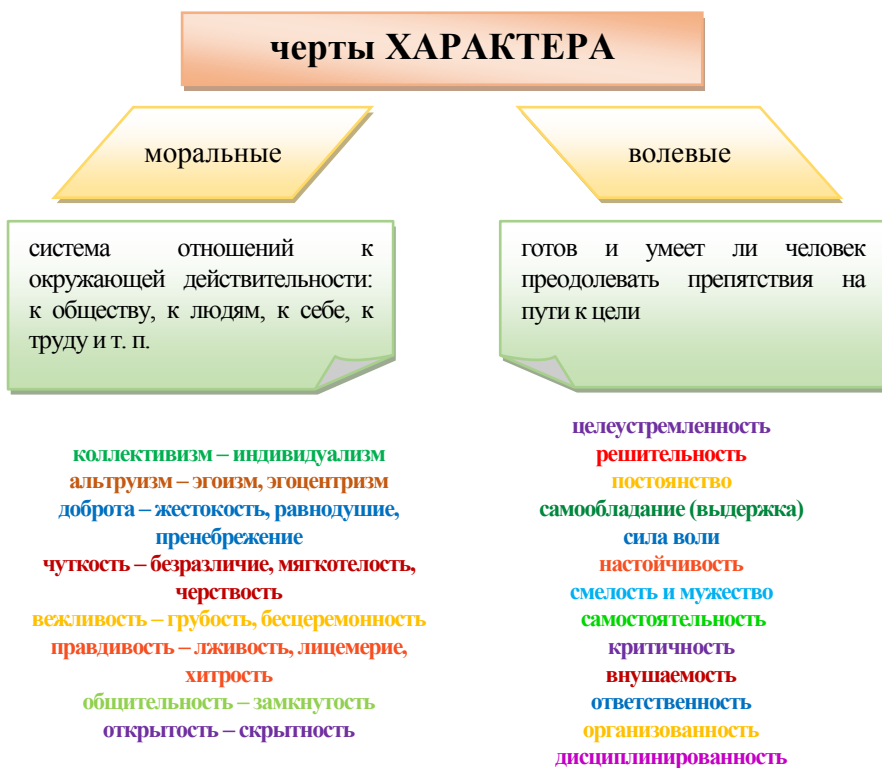 черты ХАРАКТЕРА
моральные
система отношений к
окружающей действительности:
к обществу, к людям, к себе, к
труду и т. п.
коллективизм – индивидуализм
альтруизм – эгоизм, эгоцентризм
доброта – жестокость, равнодушие,
пренебрежение
чуткость – безразличие, мягкотелость,
черствость
вежливость – грубость, бесцеремонность
правдивость – лживость, лицемерие,
хитрость
общительность – замкнутость
открытость – скрытность
волевые
готов и умеет ли человек
преодолевать препятствия на
пути к цели
целеустремленность
решительность
постоянство
самообладание (выдержка)
сила воли
настойчивость
смелость и мужество
самостоятельность
критичность
внушаемость
ответственность
организованность
дисциплинированность